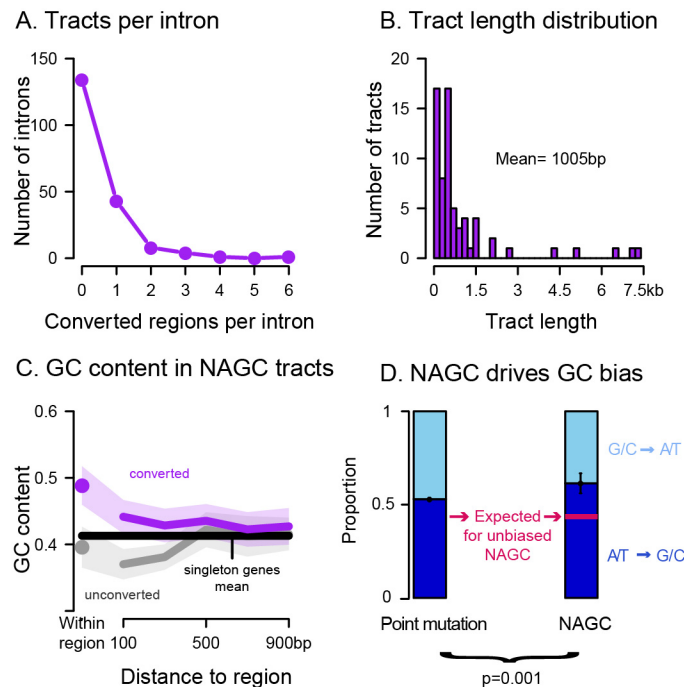 A. Tracts per intron
Number of introns
150
100
50
0
0 1 2 3 4 5 6
Converted regions per intron
B. Tract length distribution
Number of tracts
20
15
10
5
0
Mean= 1005bp
0 1.5 3 4.5 6 7.5kb
Tract length
C. GC content in NAGC tracts
GC content
0.6
0.5
0.4
converted
unconverted
singleton genes
mean
Within
region
100 500 900bp
Distance to region
D. NAGC drives GC bias
Proportion
1
0.5
0
G/C → A/T
Expected
for unbiased
NAGC
A/T → G/C
Point mutation
NAGC
p=0.001